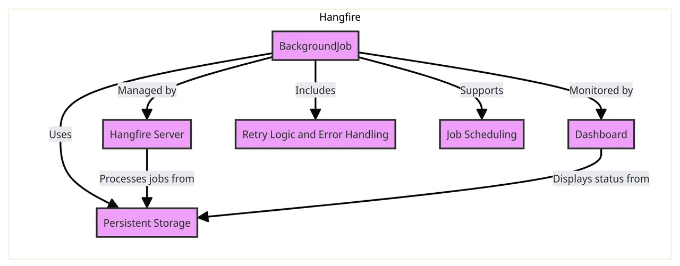 Hangfire
BackgroundJob
Managed by
Includes
Supports
Monitored by
Uses
Hangfire Server
Retry Logic and Error Handling
Job Scheduling
Dashboard
Processes jobs from
Displays status from
Persistent Storage